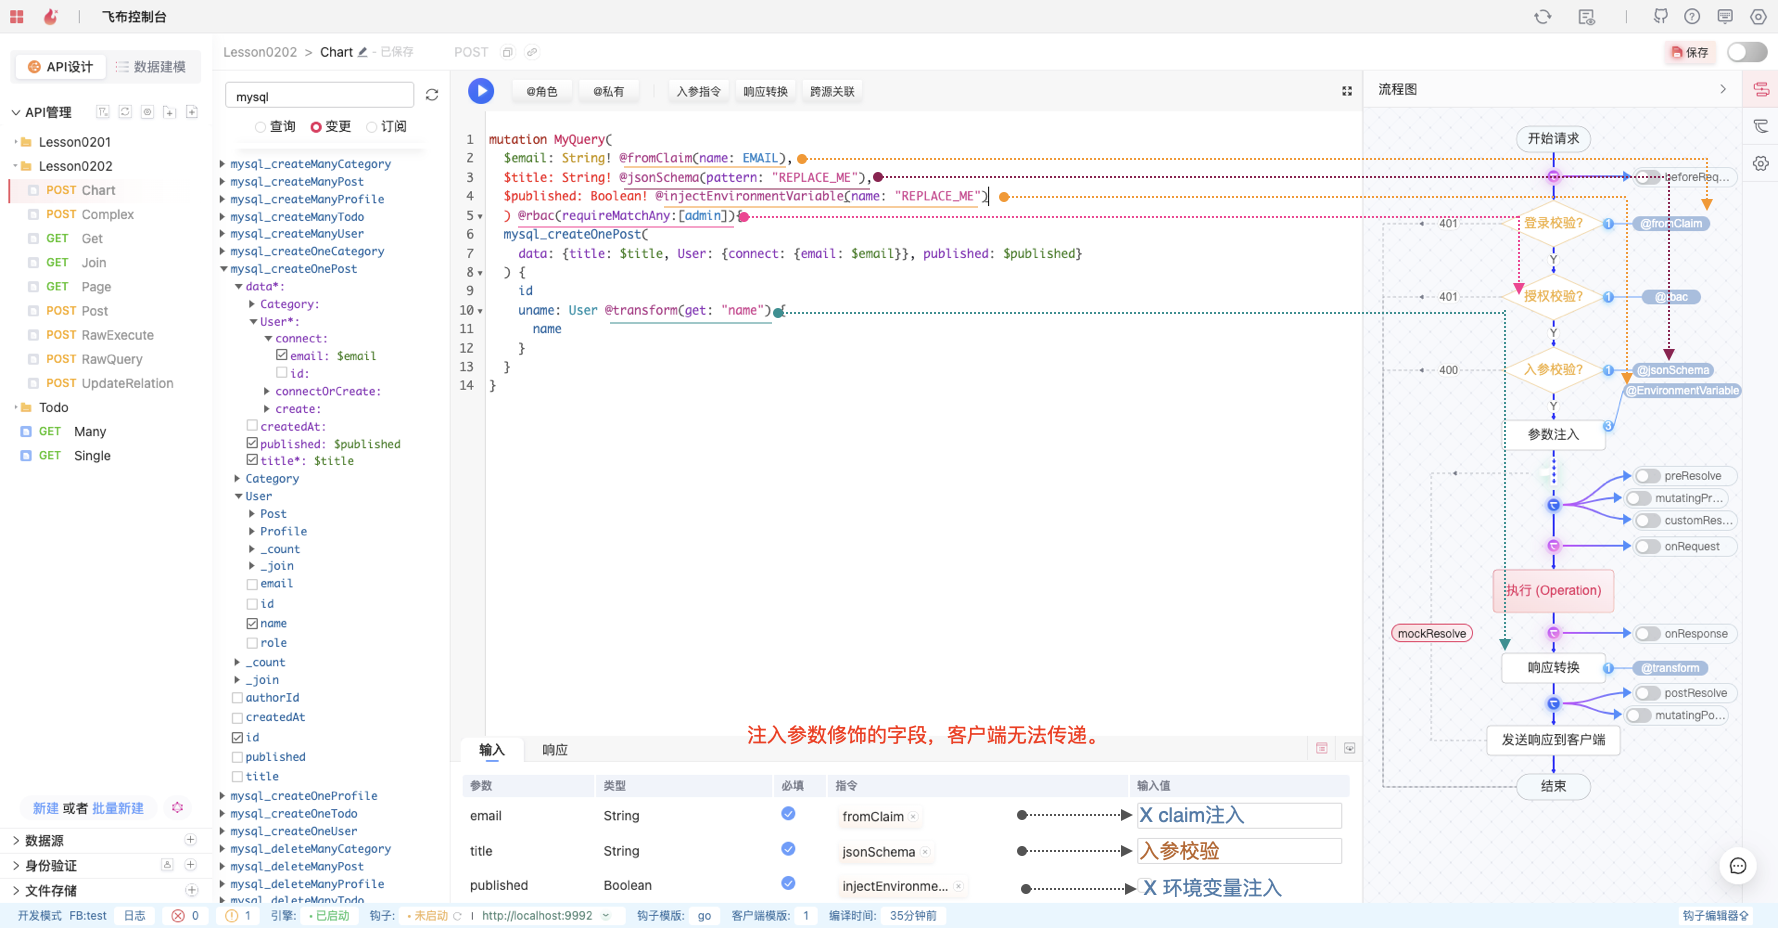 飞布控制台
API设计
数据建模
Lesson0202 > Chart - 已保存
POST
保存
API管理
Lesson0201
Lesson0202
POST Chart
POST Complex
GET Get
GET Join
GET Page
POST Post
POST RawExecute
POST RawQuery
POST UpdateRelation
Todo
GET Many
GET Single
新建 或者 批量新建
数据源
身份验证
文件存储
mysql
查询
变更
订阅
mysql_createManyCategory
mysql_createManyPost
mysql_createManyProfile
mysql_createManyTodo
mysql_createManyUser
mysql_createOneCategory
mysql_createOnePost
data*:
Category:
User*:
connect:
email: $email
id:
connectOrCreate:
create:
createdAt:
published: $published
title*: $title
Category
User
Post
Profile
_count
_join
email
id
name
role
_count
_join
authorId
createdAt
id
published
title
mysql_createOneProfile
mysql_createOneTodo
mysql_createOneUser
mysql_deleteManyCategory
mysql_deleteManyPost
mysql_deleteManyProfile
mysql_deleteManyTodo
@角色
@私有
入参指令
响应转换
跨源关联
1 mutation MyQuery(
2 $email: String! @fromClaim(name: EMAIL),
3 $title: String! @jsonSchema(pattern: "REPLACE_ME"),
4 $published: Boolean! @injectEnvironmentVariable(name: "REPLACE_ME")
5 ) @rbac(requireMatchAny:[admin]){
6 mysql_createOnePost(
7 data: {title: $title, User: {connect: {email: $email}}, published: $published}
8 ) {
9 id
10 uname: User @transform(get: "name") {
11 name
12 }
13 }
14 }
注入参数修饰的字段，客户端无法传递。
输入
响应
参数 类型 必填 指令 输入值
email String fromClaim × X claim注入
title String jsonSchema × 入参校验
published Boolean injectEnvironme... × X 环境变量注入
流程图
开始请求
beforeReq...
401
登录校验?
1
@fromClaim
Y
401
授权校验?
1
Y
400
入参校验?
1
@jsonSchema
@EnvironmentVariable
Y
参数注入
3
preResolve
mutatingPr...
customRes...
onRequest
执行 (Operation)
mockResolve
onResponse
响应转换
1
@transform
postResolve
mutatingPo...
发送响应到客户端
结束
开发模式 FB:test 日志 0 1 引擎: 已启动 钩子: 未启动 http://localhost:9992 钩子模版: go 客户端模版: 1 编译时间: 35分钟前 钩子编辑器